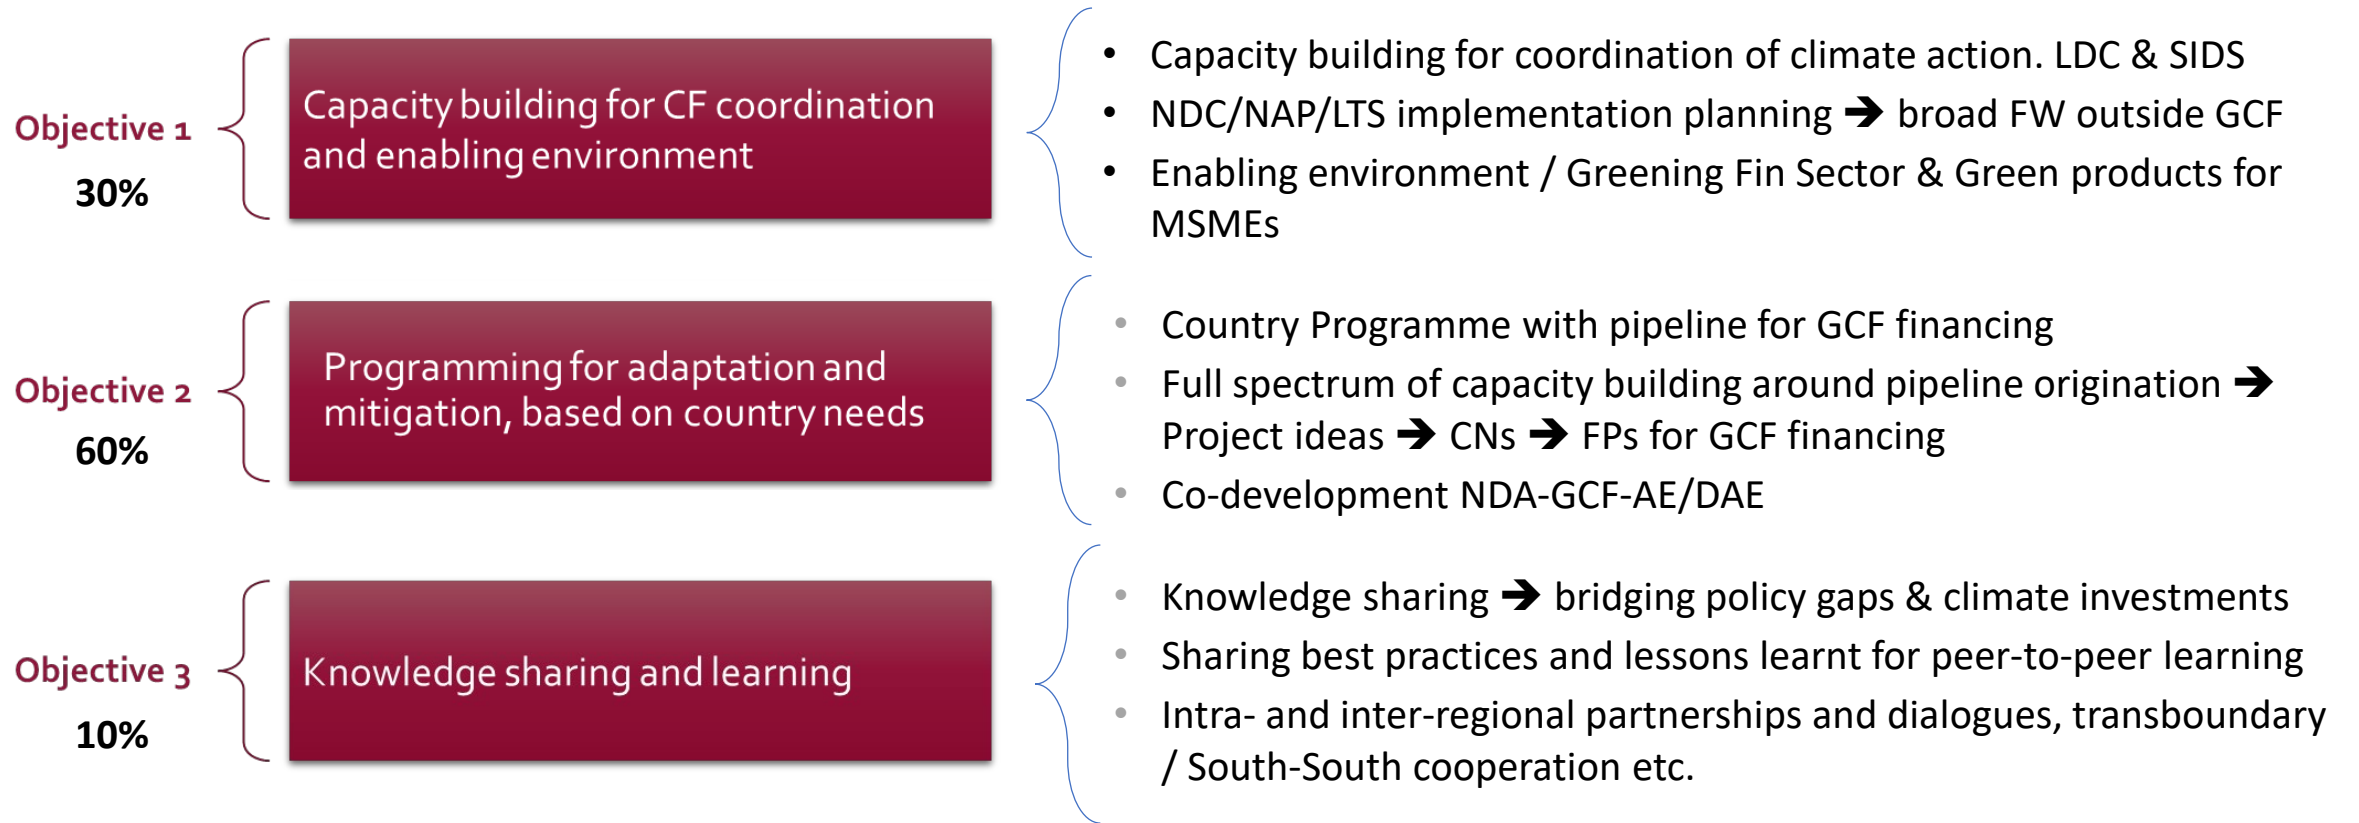 Objective 1
30%
Capacity building for CF coordination
and enabling environment
• Capacity building for coordination of climate action. LDC & SIDS
• NDC/NAP/LTS implementation planning ➔ broad FW outside GCF
• Enabling environment / Greening Fin Sector & Green products for
MSMEs
Objective 2
60%
Programming for adaptation and
mitigation, based on country needs
• Country Programme with pipeline for GCF financing
• Full spectrum of capacity building around pipeline origination ➔
Project ideas ➔ CNs ➔ FPs for GCF financing
• Co-development NDA-GCF-AE/DAE
Objective 3
10%
Knowledge sharing and learning
• Knowledge sharing ➔ bridging policy gaps & climate investments
• Sharing best practices and lessons learnt for peer-to-peer learning
• Intra- and inter-regional partnerships and dialogues, transboundary
/ South-South cooperation etc.